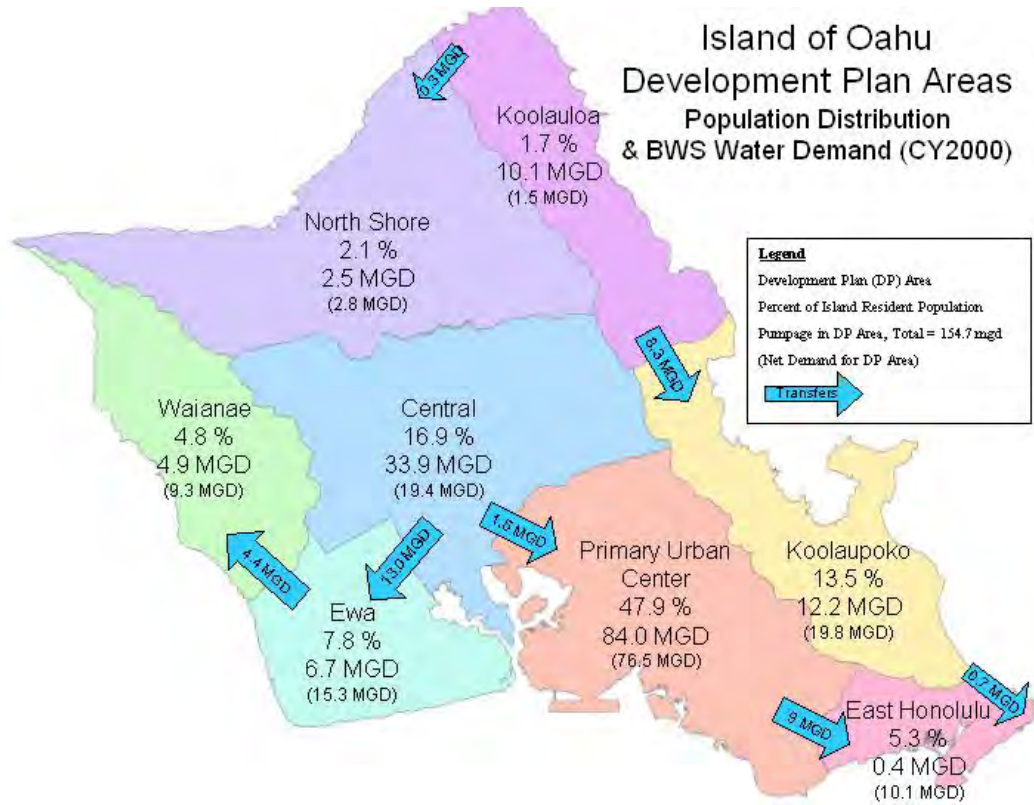 Island of Oahu
Development Plan Areas
Population Distribution
& BWS Water Demand (CY2000)
0.3 MGD
Koolauloa
1.7 %
10.1 MGD
(1.5 MGD)
North Shore
2.1 %
2.5 MGD
(2.8 MGD)
Legend
Development Plan (DP) Area
Percent of Island Resident Population
Pumpage in DP Area, Total = 154.7 mgd
(Net Demand for DP Area)
Transfers
8.3 MGD
Waianae
4.8 %
4.9 MGD
(9.3 MGD)
Central
16.9 %
33.9 MGD
(19.4 MGD)
4.4 MGD
13.0 MGD
1.5 MGD
Primary Urban
Center
47.9 %
84.0 MGD
(76.5 MGD)
Koolaupoko
13.5 %
12.2 MGD
(19.8 MGD)
Ewa
7.8 %
6.7 MGD
(15.3 MGD)
9 MGD
0.7 MGD
East Honolulu
5.3 %
0.4 MGD
(10.1 MGD)